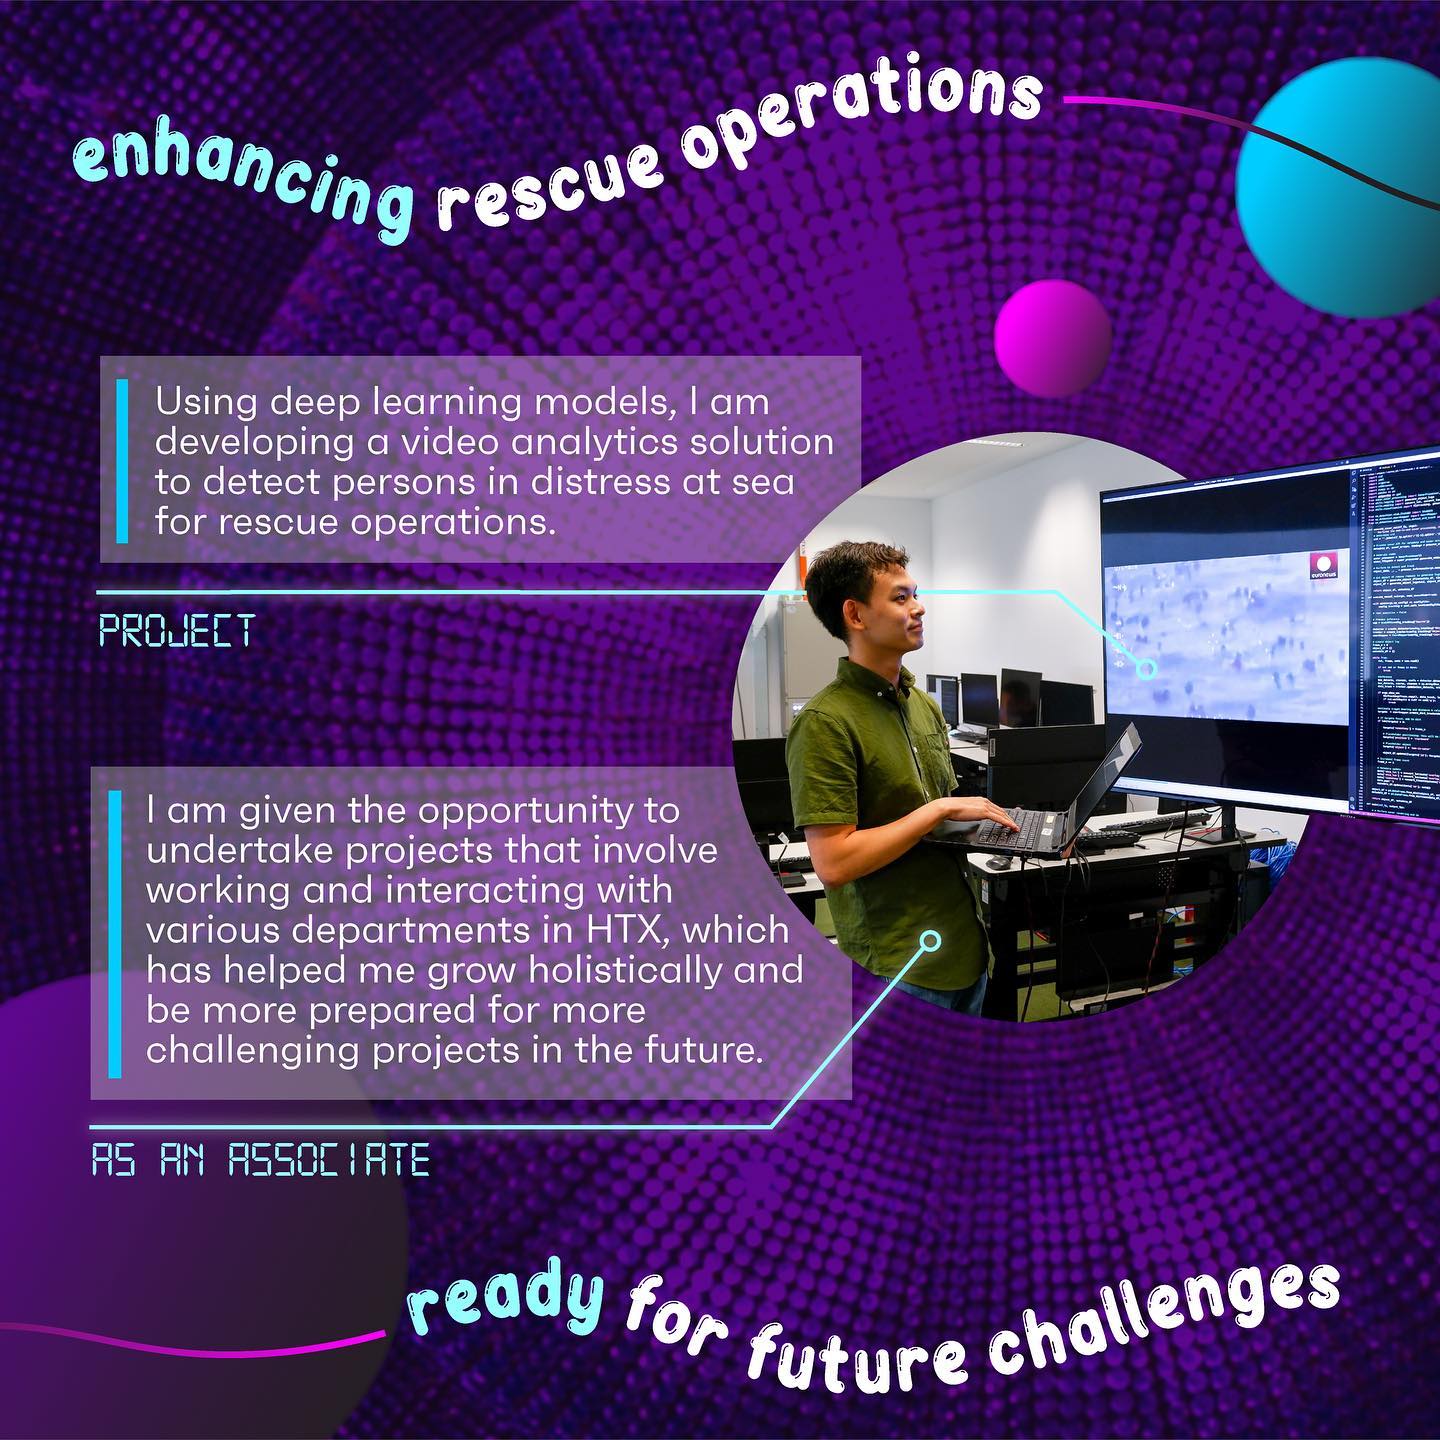 enhancing rescue operations
Using deep learning models, I am
developing a video analytics solution
to detect persons in distress at sea
for rescue operations.
PROJECT
euronews
I am given the opportunity to
undertake projects that involve
working and interacting with
various departments in HTX, which
has helped me grow holistically and
be more prepared for more
challenging projects in the future.
AS AN ASSOCIATE
ready for future challenges